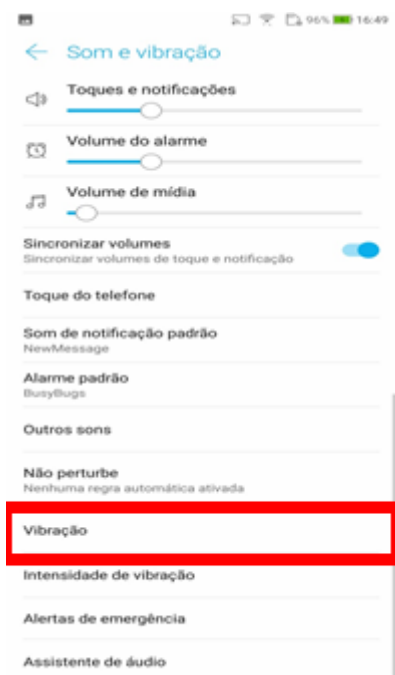 96% 16:49
Som e vibração
Toques e notificações
Volume do alarme
Volume de mídia
Sincronizar volumes
Sincronizar volumes de toque e notificação
Toque do telefone
Som de notificação padrão
NewMessage
Alarme padrão
BusyBugs
Outros sons
Não perturbe
Nenhuma regra automática ativada
Vibração
Intensidade de vibração
Alertas de emergência
Assistente de áudio